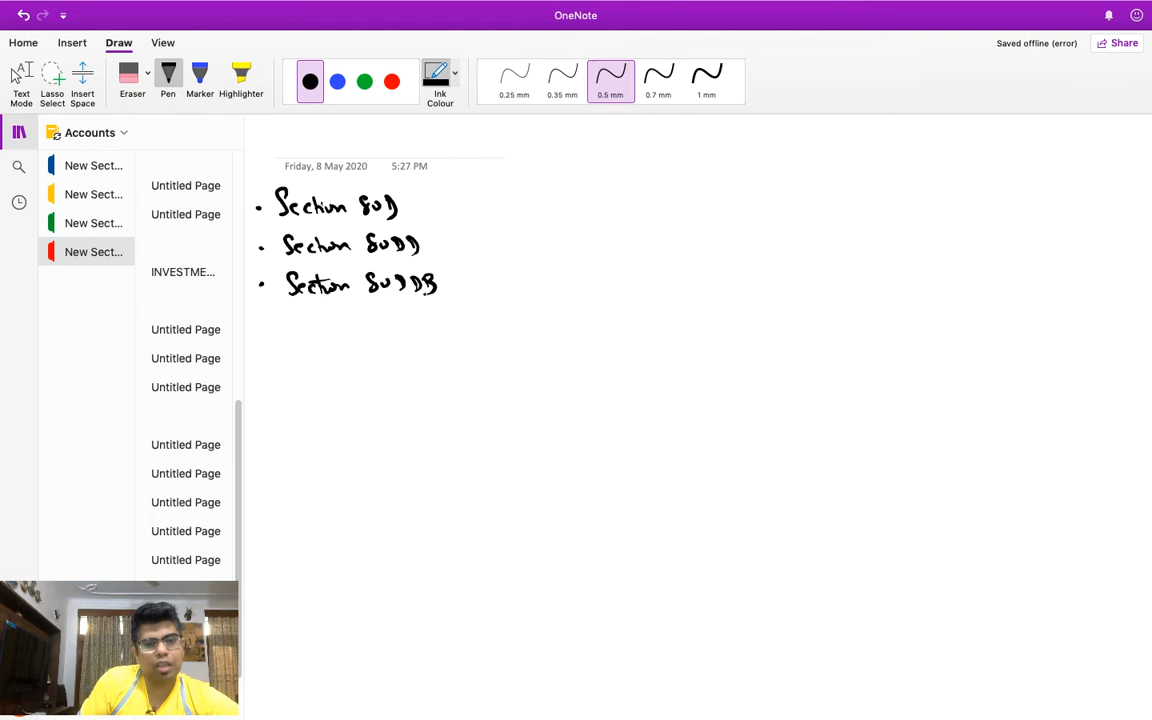 OneNote
Home Insert Draw View
Saved offline (error) Share
Text Mode Lasso Select Insert Space Eraser Pen Marker Highlighter Ink Colour 0.25 mm 0.35 mm 0.5 mm 0.7 mm 1 mm
Accounts
New Sect...
New Sect...
New Sect...
New Sect...
Untitled Page
Untitled Page
INVESTME...
Untitled Page
Untitled Page
Untitled Page
Untitled Page
Untitled Page
Untitled Page
Untitled Page
Untitled Page
Friday, 8 May 2020 5:27 PM
• Section 80D
• Section 80DD
• Section 80DDB